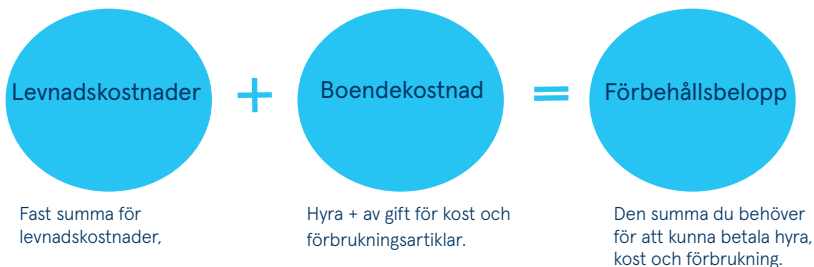 Levnadskostnader + Boendekostnad = Förbehållsbelopp
Fast summa för
levnadskostnader,
Hyra + av gift för kost och
förbrukningsartiklar.
Den summa du behöver
för att kunna betala hyra,
kost och förbrukning.